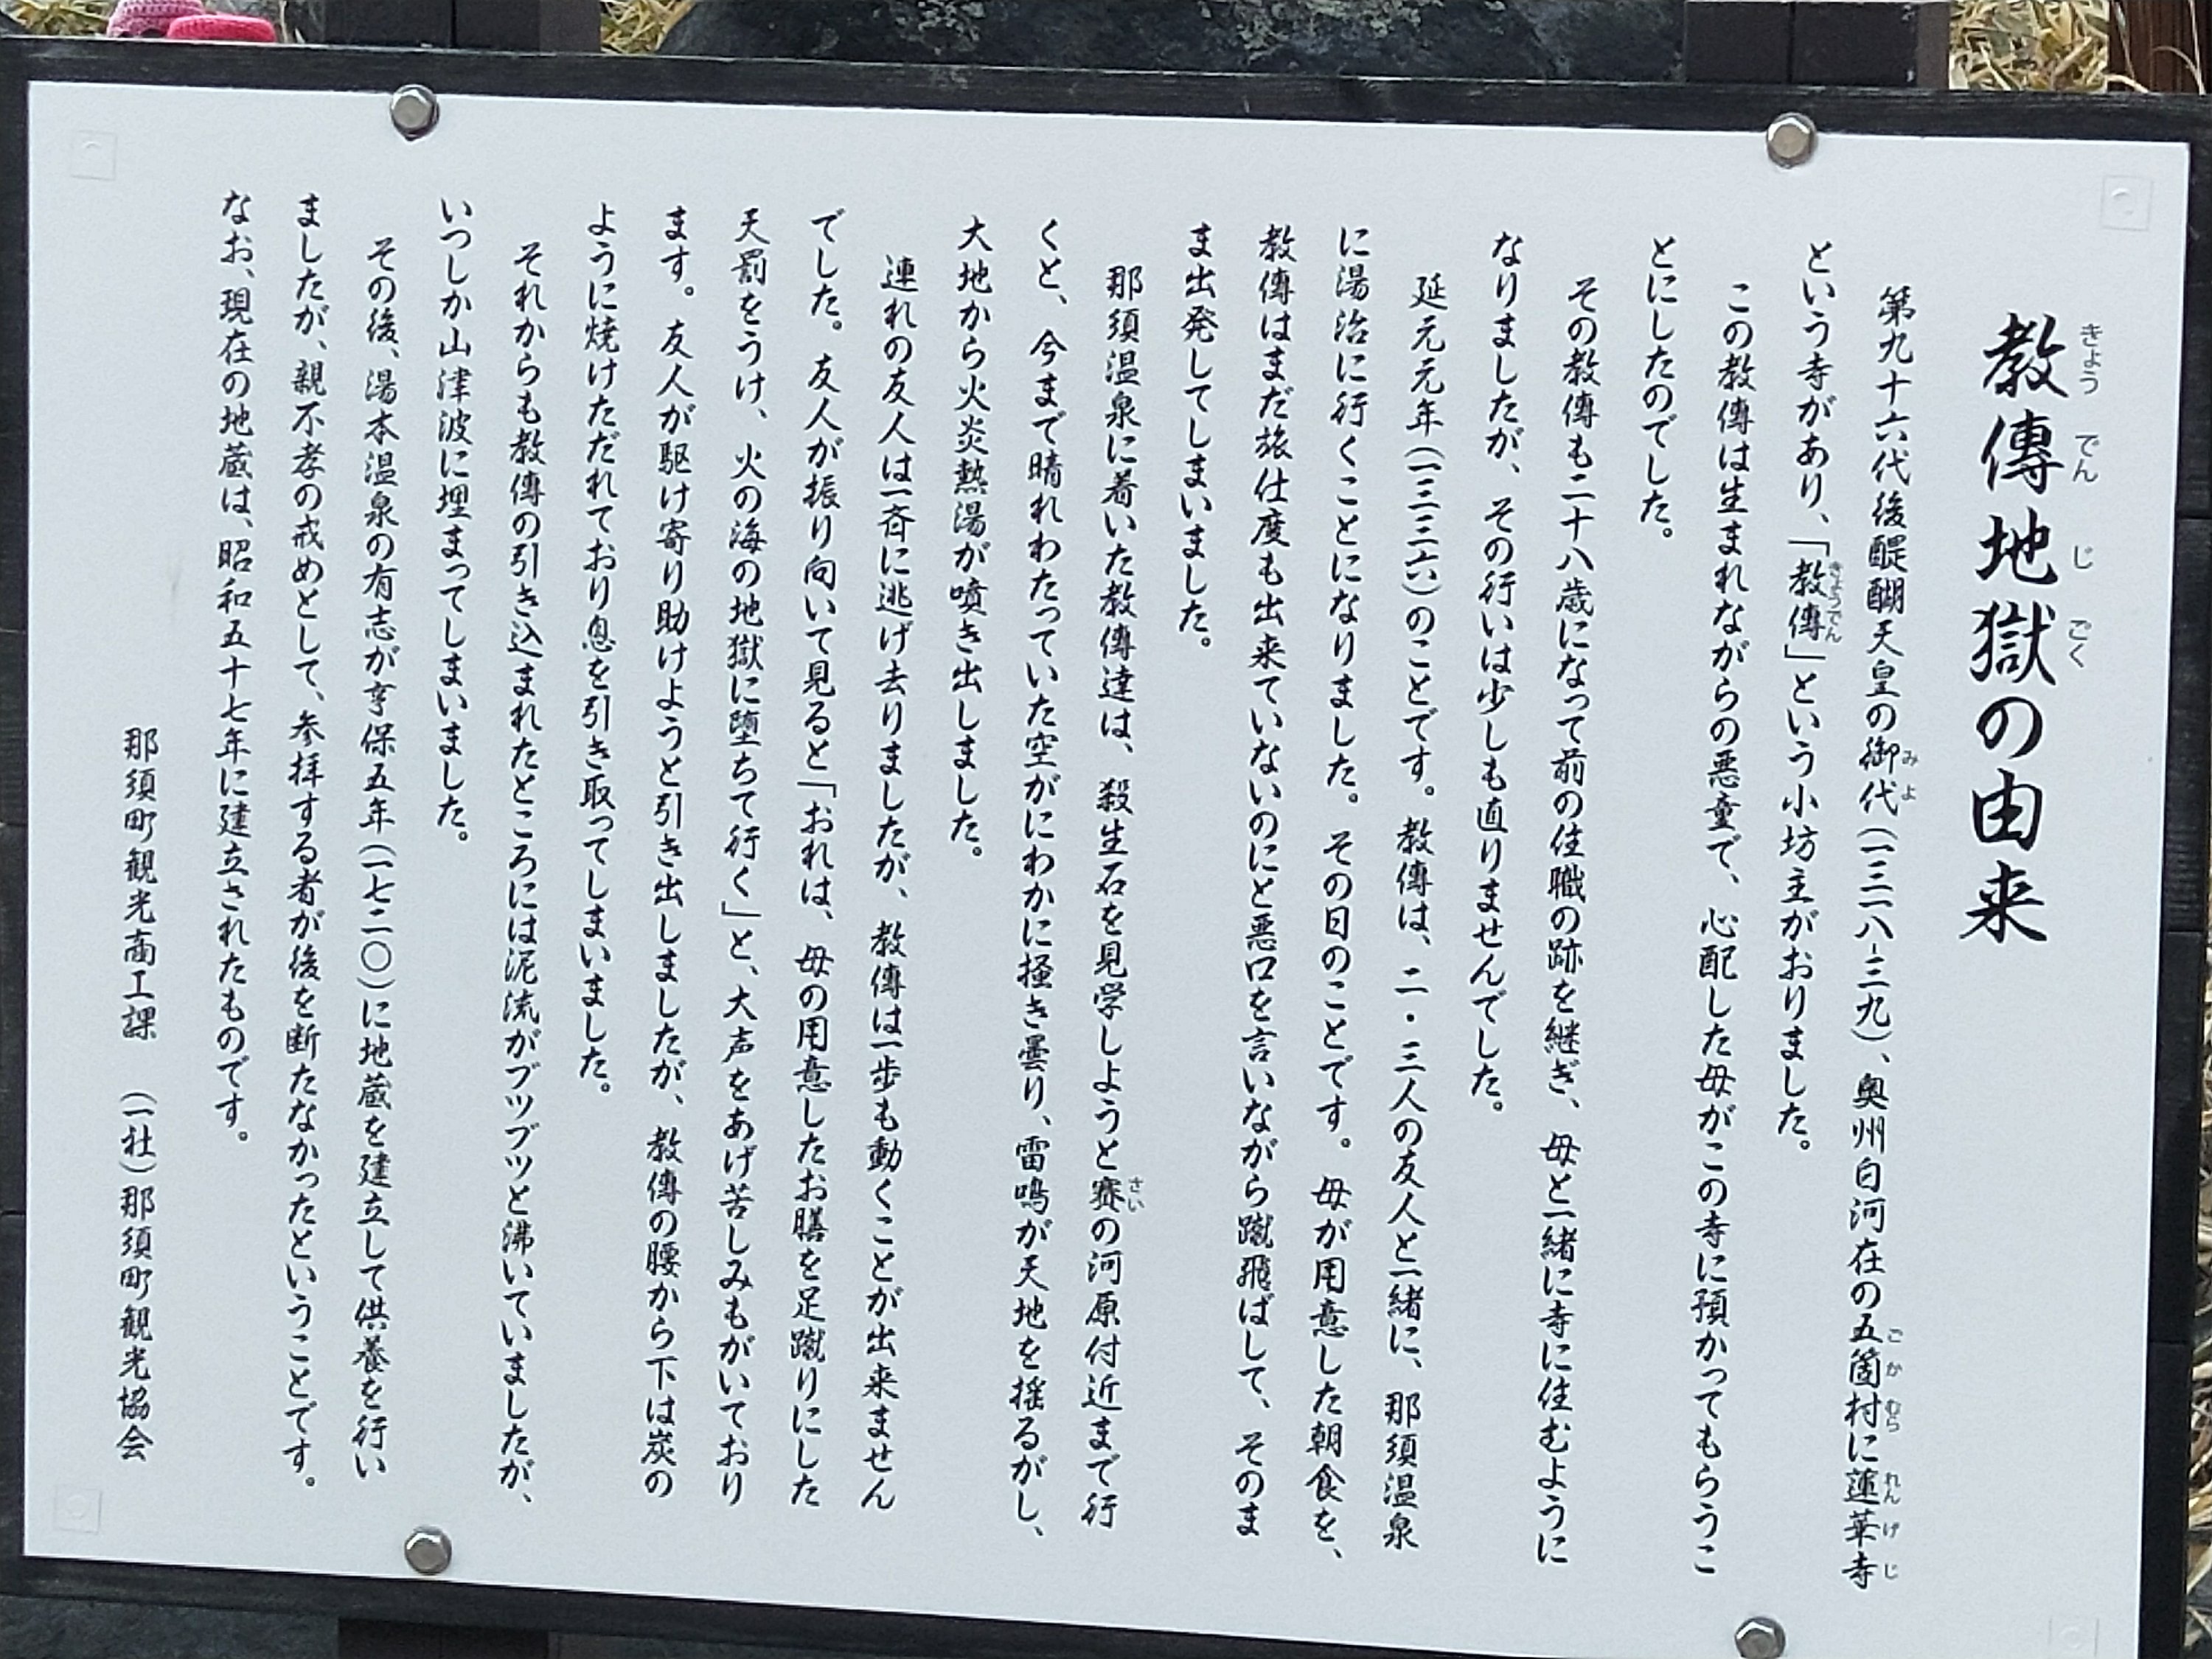 教傳地獄の由来
第九十六代後醍醐天皇の御代（一三一八-三九）、奥州白河在の五箇村に蓮華寺
という寺があり、「教傳」という小坊主がおりました。
この教傳は生まれながらの悪童で、心配した母がこの寺に預かってもらうこ
とにしたのでした。
その教傳も二十八歳になって前の住職の跡を継ぎ、母と一緒に寺に住むように
なりましたが、その行いは少しも直りませんでした。
延元元年（一三三六）のことです。教傳は、二・三人の友人と一緒に、那須温泉
に湯治に行くことになりました。その日のことです。母が用意した朝食を、
教傳はまだ旅仕度も出来ていないのにと悪口を言いながら蹴飛ばして、そのま
ま出発してしまいました。
那須温泉に着いた教傳達は、殺生石を見学しようと賽の河原付近まで行
くと、今まで晴れわたっていた空がにわかに掻き曇り、雷鳴が天地を揺るがし、
大地から火炎熱湯が噴き出しました。
連れの友人は一斉に逃げ去りましたが、教傳は一歩も動くことが出来ません
でした。友人が振り向いて見ると「おれは、母の用意したお膳を足蹴りにした
天罰をうけ、火の海の地獄に堕ちて行く」と、大声をあげ苦しみもがいており
ます。友人が駆け寄り助けようと引き出しましたが、教傳の腰から下は炭の
ように焼けただれており息を引き取ってしまいました。
それからも教傳の引き込まれたところには泥流がブツブツと沸いていましたが、
いつしか山津波に埋まってしまいました。
その後、湯本温泉の有志が享保五年（一七二〇）に地蔵を建立して供養を行い
ましたが、親不孝の戒めとして、参拝する者が後を断たなかったということです。
なお、現在の地蔵は、昭和五十七年に建立されたものです。
那須町観光商工課　（一社）那須町観光協会